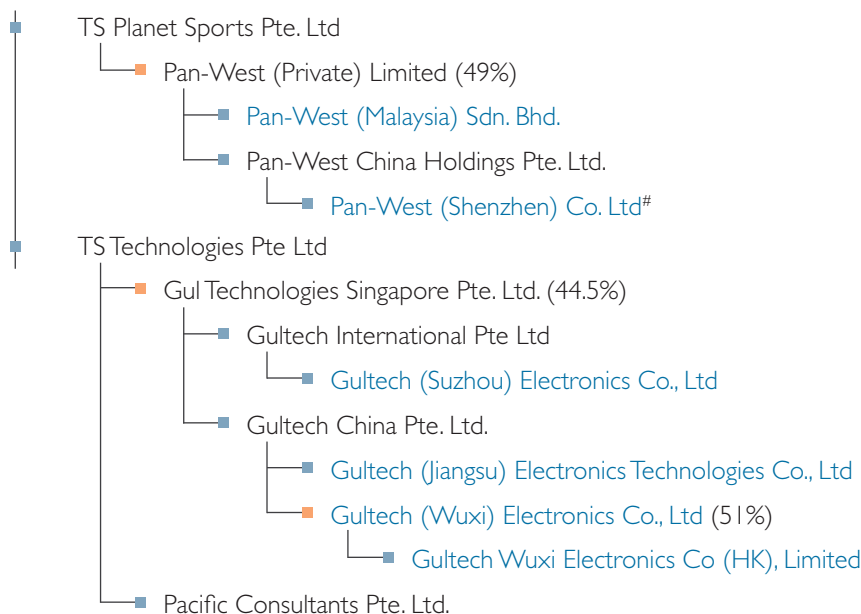 TS Planet Sports Pte. Ltd
Pan-West (Private) Limited (49%)
Pan-West (Malaysia) Sdn. Bhd.
Pan-West China Holdings Pte. Ltd.
Pan-West (Shenzhen) Co. Ltd#
TS Technologies Pte Ltd
Gul Technologies Singapore Pte. Ltd. (44.5%)
Gultech International Pte Ltd
Gultech (Suzhou) Electronics Co., Ltd
Gultech China Pte. Ltd.
Gultech (Jiangsu) Electronics Technologies Co., Ltd
Gultech (Wuxi) Electronics Co., Ltd (51%)
Gultech Wuxi Electronics Co (HK), Limited
Pacific Consultants Pte. Ltd.